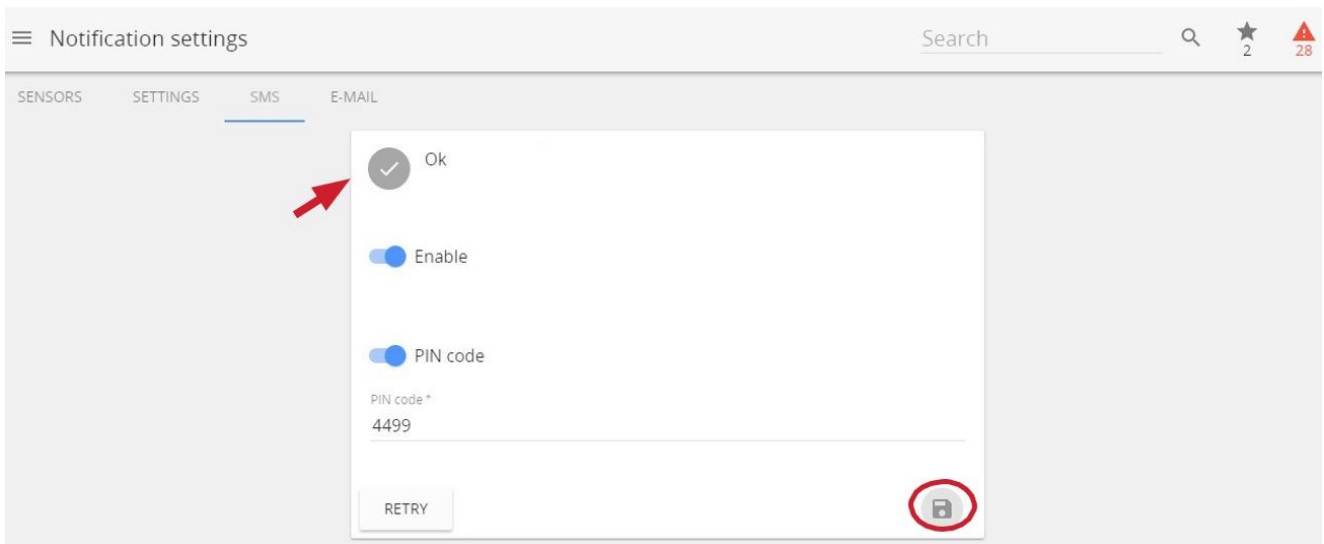 Notification settings
Search
2
28
SENSORS SETTINGS SMS E-MAIL
Ok
Enable
PIN code
PIN code *
4499
RETRY